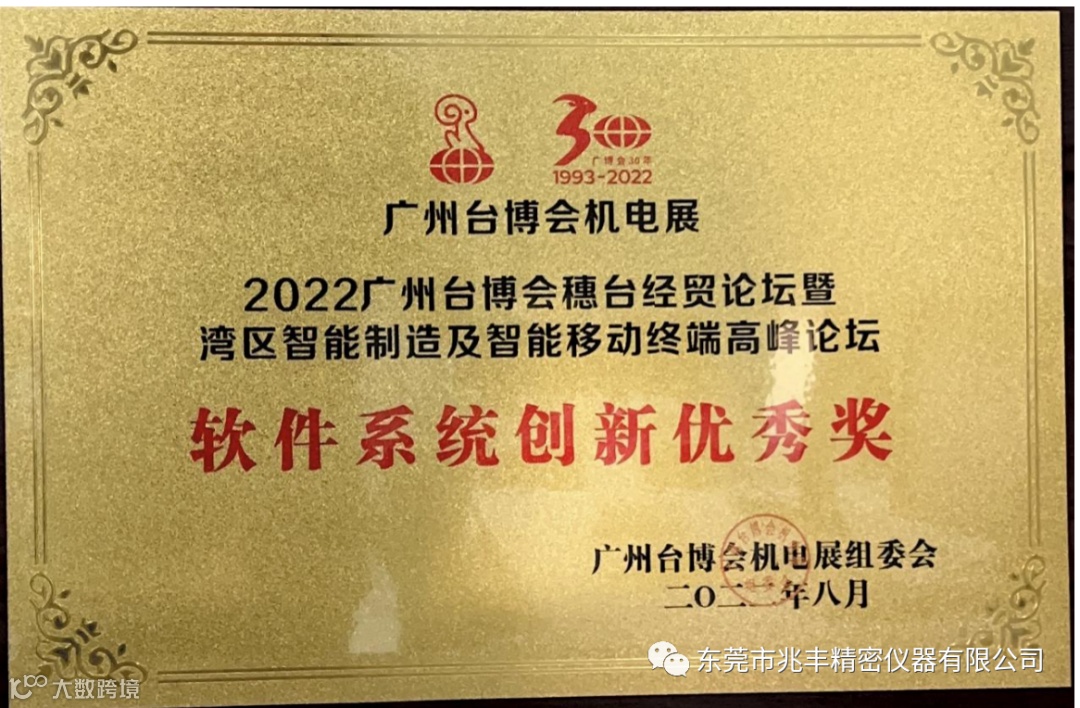 广博会30年
1993-2022
广州台博会机电展
2022广州台博会穗台经贸论坛暨
湾区智能制造及智能移动终端高峰论坛
软件系统创新优秀奖
广州台博会机电展组委会
二〇二二年八月
东莞市兆丰精密仪器有限公司
大数跨境